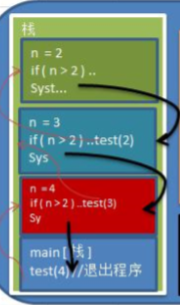 栈
n = 2
if( n > 2 ) ..
Syst...
n = 3
if( n > 2 ) ..test(2)
Sys
n = 4
if( n > 2 ) ..test(3)
Sy
main [栈]
test(4) //退出程序